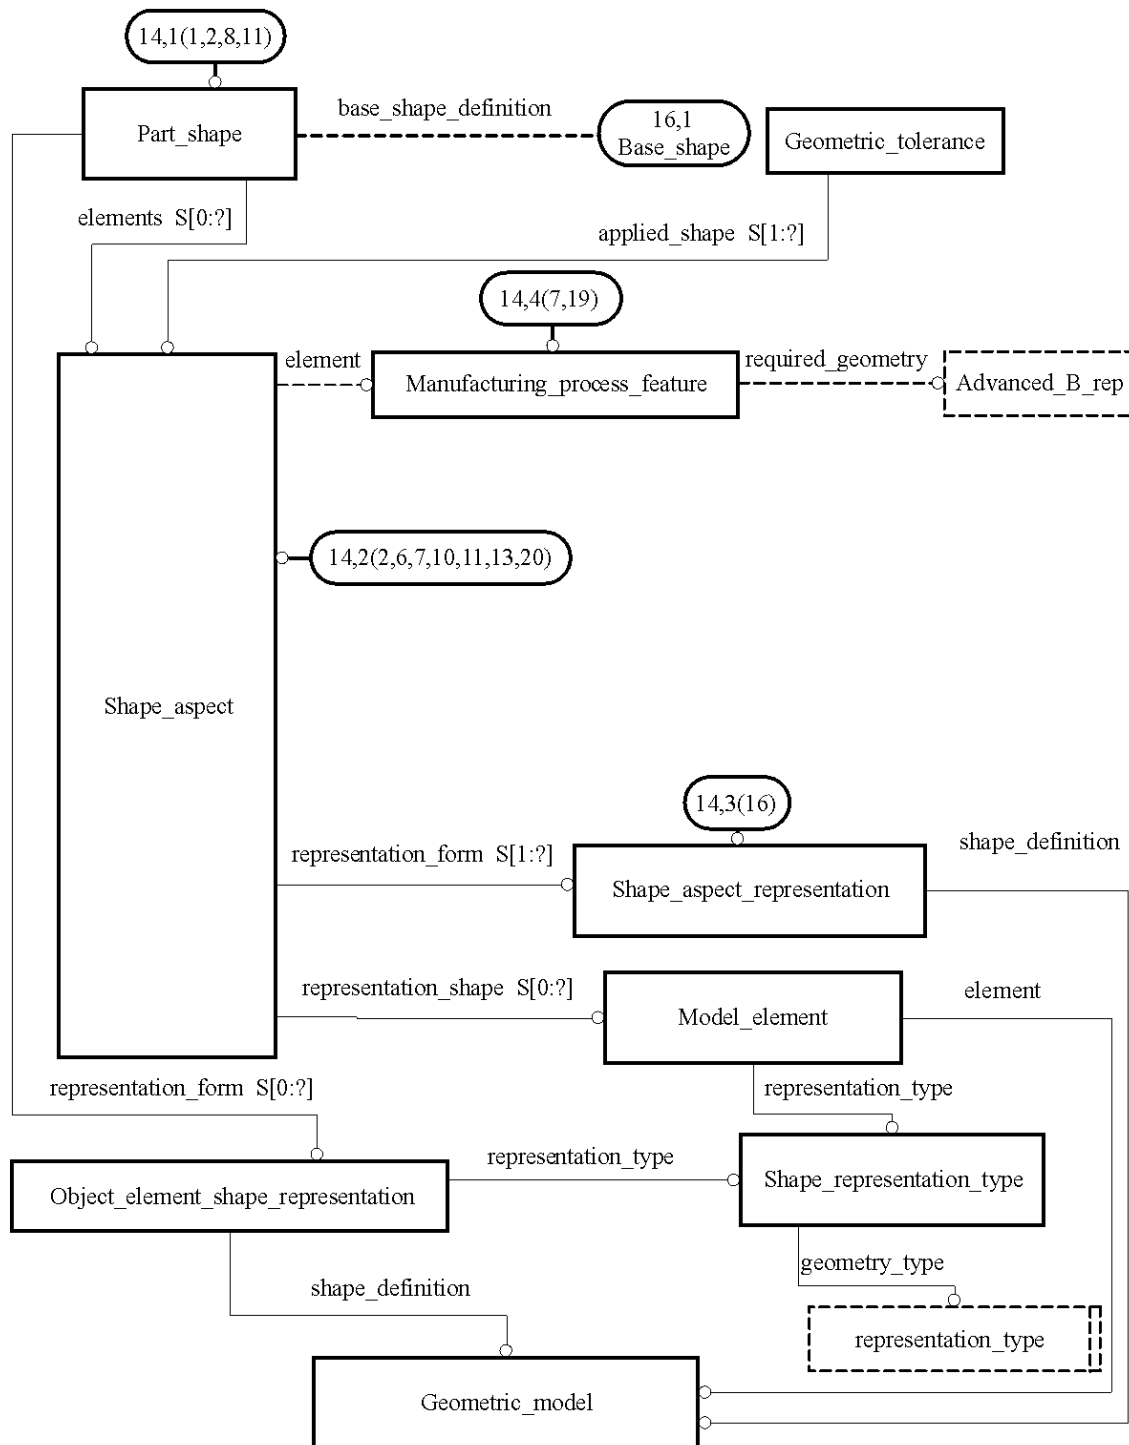 14,1(1,2,8,11)
Part_shape
base_shape_definition
16,1
Base_shape
Geometric_tolerance
elements S[0:?]
applied_shape S[1:?]
14,4(7,19)
element
Manufacturing_process_feature
required_geometry
Advanced_B_rep
14,2(2,6,7,10,11,13,20)
Shape_aspect
14,3(16)
representation_form S[1:?]
Shape_aspect_representation
shape_definition
representation_shape S[0:?]
Model_element
element
representation_form S[0:?]
representation_type
Object_element_shape_representation
representation_type
Shape_representation_type
geometry_type
shape_definition
representation_type
Geometric_model